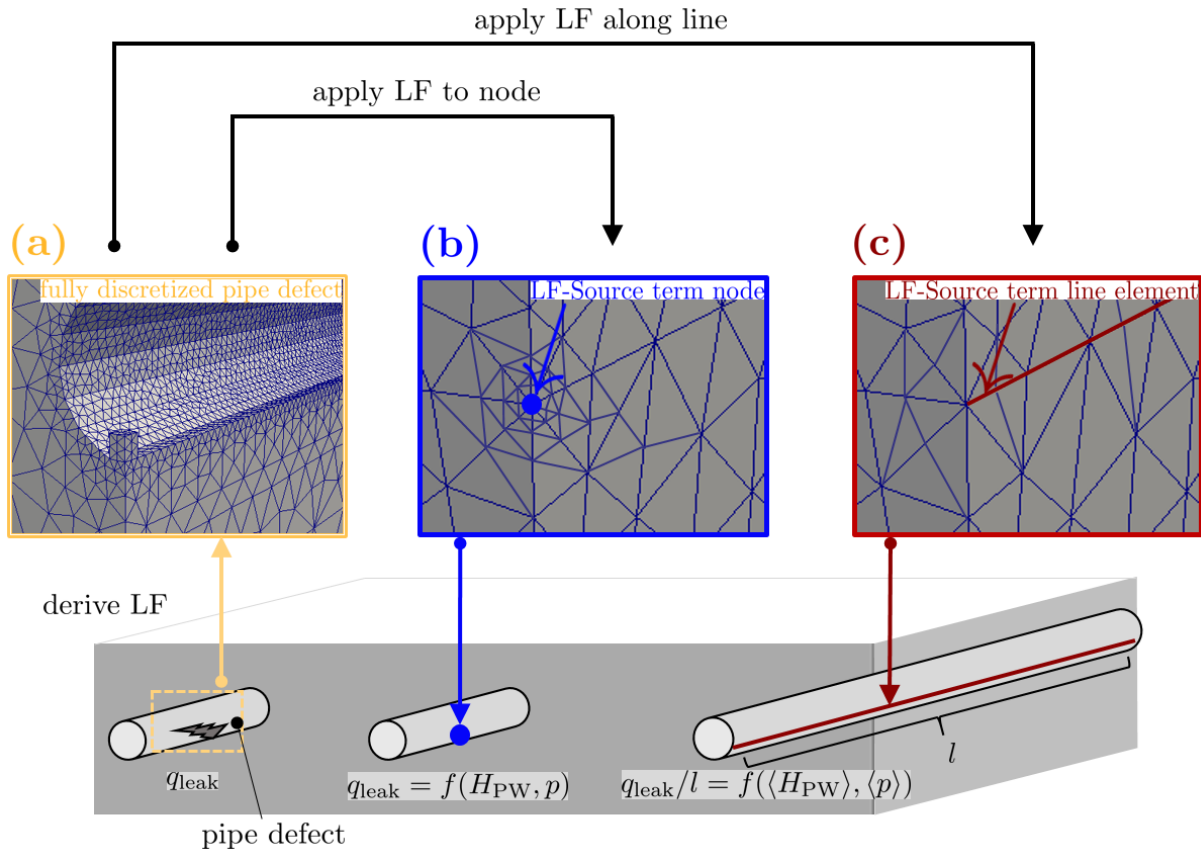 apply LF along line
apply LF to node
(a)
(b)
(c)
fully discretized pipe defect
LF-Source term node
LF-Source term line element
derive LF
q_leak
q_leak = f(H_PW, p)
q_leak/l = f(⟨H_PW⟩, ⟨p⟩)
l
pipe defect